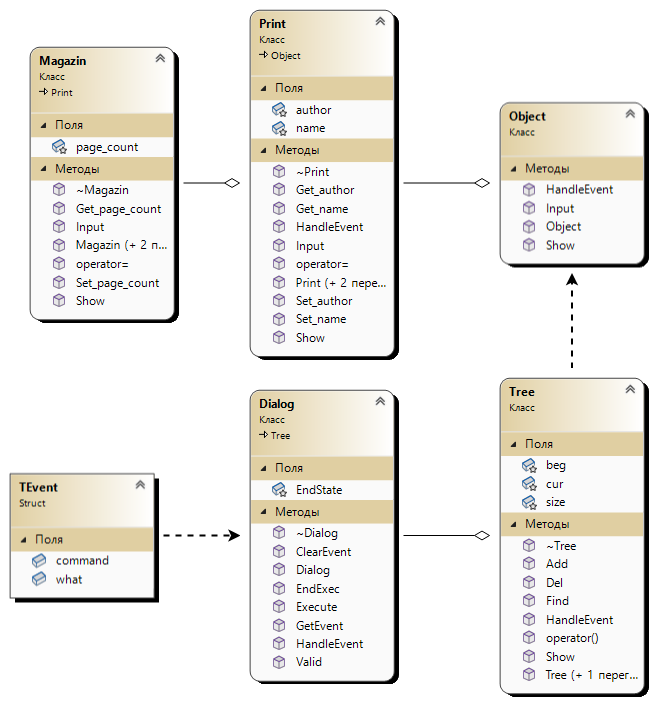 Magazin
Класс
Print
Поля
page_count
Методы
~Magazin
Get_page_count
Input
Magazin (+ 2 п...
operator=
Set_page_count
Show
Print
Класс
Object
Поля
author
name
Методы
~Print
Get_author
Get_name
HandleEvent
Input
operator=
Print (+ 2 пере...
Set_author
Set_name
Show
Object
Класс
Методы
HandleEvent
Input
Object
Show
TEvent
Struct
Поля
command
what
Dialog
Класс
Tree
Поля
EndState
Методы
~Dialog
ClearEvent
Dialog
EndExec
Execute
GetEvent
HandleEvent
Valid
Tree
Класс
Поля
beg
cur
size
Методы
~Tree
Add
Del
Find
HandleEvent
operator()
Show
Tree (+ 1 перег...